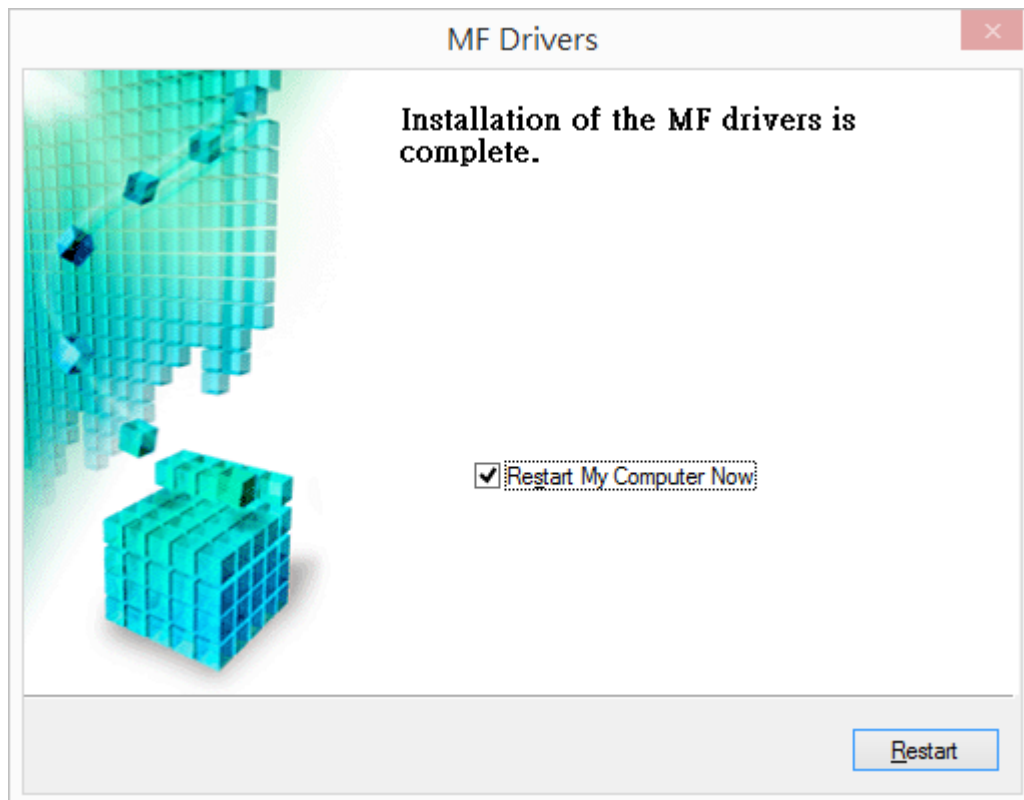 MF Drivers
Installation of the MF drivers is
complete.
Restart My Computer Now
Restart